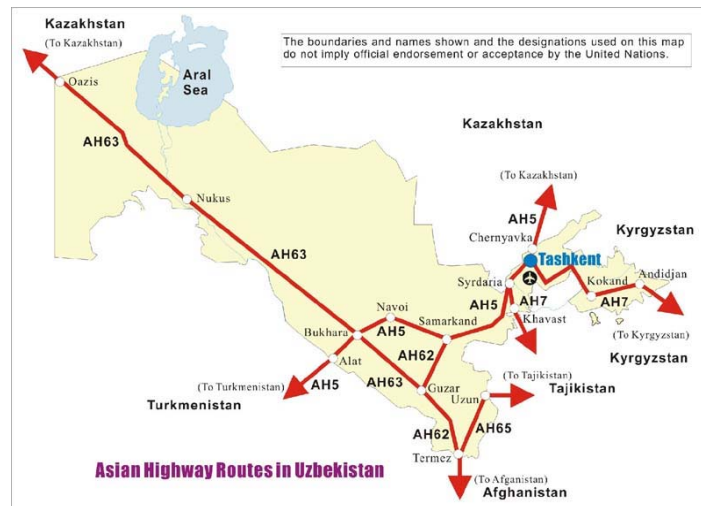 Kazakhstan
(To Kazakhstan)
Oazis
Aral
Sea
The boundaries and names shown and the designations used on this map
do not imply official endorsement or acceptance by the United Nations.
Kazakhstan
AH63
(To Kazakhstan)
Nukus
AH5
Kyrgyzstan
Chernyavka
Tashkent
AH63
Syrdaria
Kokand
Andidjan
Navoi
AH5
AH7
AH7
Samarkand
Khavast
Bukhara
AH5
(To Kyrgyzstan)
Alat
AH62
Kyrgyzstan
(To Turkmenistan)
AH5
AH63
Guzar
(To Tajikistan)
Uzun
Tajikistan
Turkmenistan
AH62
AH65
Termez
Asian Highway Routes in Uzbekistan
(To Afganistan)
Afghanistan